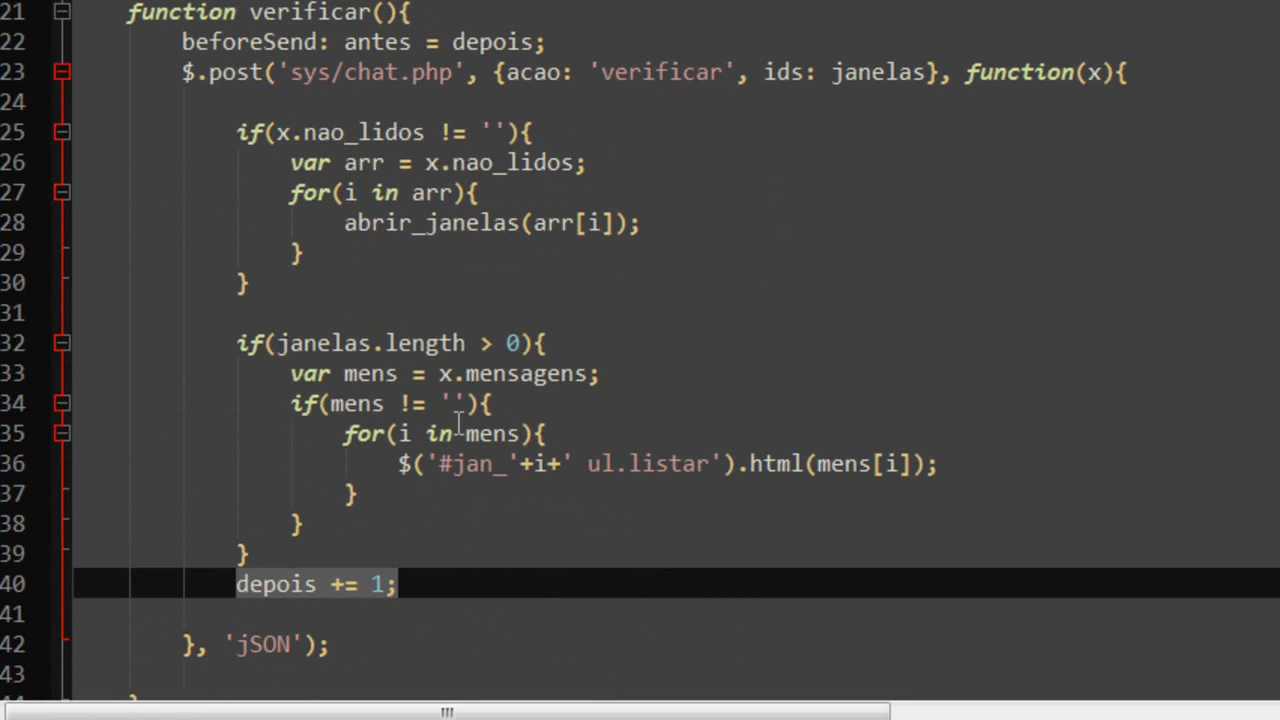 21 function verificar(){
22 beforeSend: antes = depois;
23 $.post('sys/chat.php', {acao: 'verificar', ids: janelas}, function(x){
24
25 if(x.nao_lidos != ''){
26 var arr = x.nao_lidos;
27 for(i in arr){
28 abrir_janelas(arr[i]);
29 }
30 }
31
32 if(janelas.length > 0){
33 var mens = x.mensagens;
34 if(mens != ''){
35 for(i in mens){
36 $('#jan_'+i+' ul.listar').html(mens[i]);
37 }
38 }
39 }
40 depois += 1;
41
42 }, 'jSON');
43